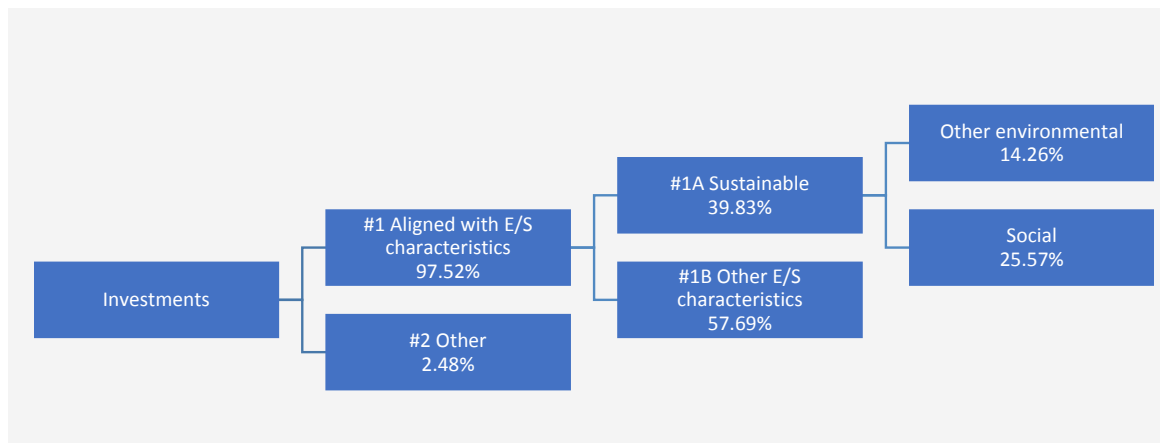 Investments
#1 Aligned with E/S
characteristics
97.52%
#2 Other
2.48%
#1A Sustainable
39.83%
#1B Other E/S
characteristics
57.69%
Other environmental
14.26%
Social
25.57%